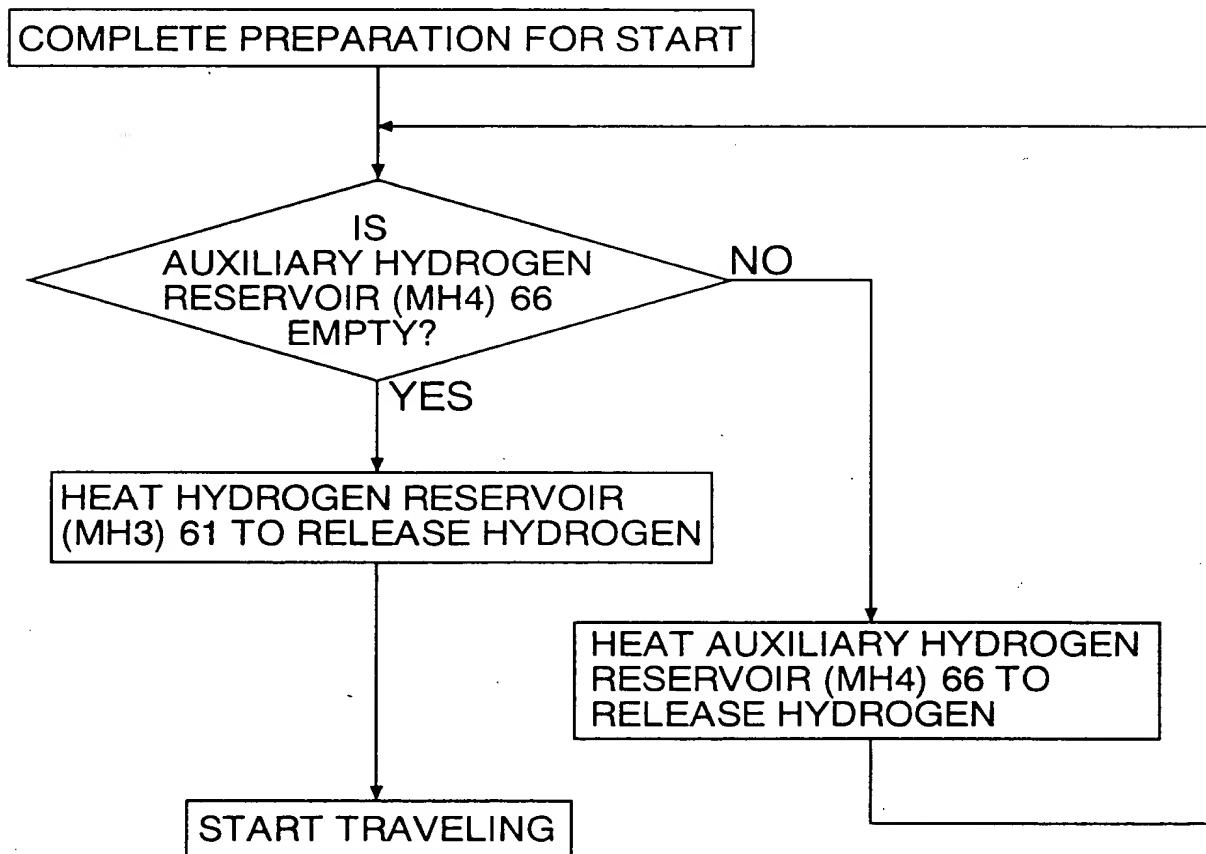 COMPLETE PREPARATION FOR START
IS
AUXILIARY HYDROGEN
RESERVOIR (MH4) 66
EMPTY?
NO
YES
HEAT HYDROGEN RESERVOIR
(MH3) 61 TO RELEASE HYDROGEN
HEAT AUXILIARY HYDROGEN
RESERVOIR (MH4) 66 TO
RELEASE HYDROGEN
START TRAVELING